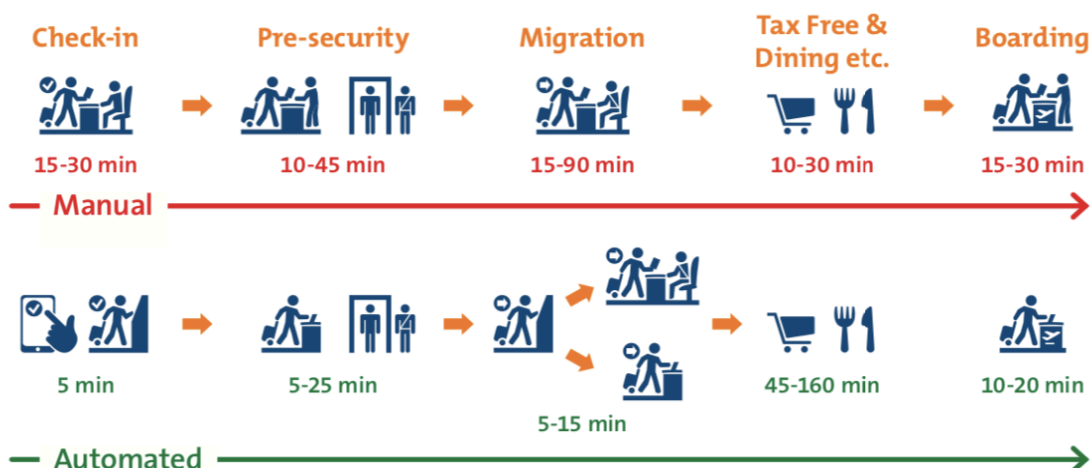 Check-in
Pre-security
Migration
Tax Free &
Dining etc.
Boarding
15-30 min
10-45 min
15-90 min
10-30 min
15-30 min
Manual
5 min
5-25 min
5-15 min
45-160 min
10-20 min
Automated